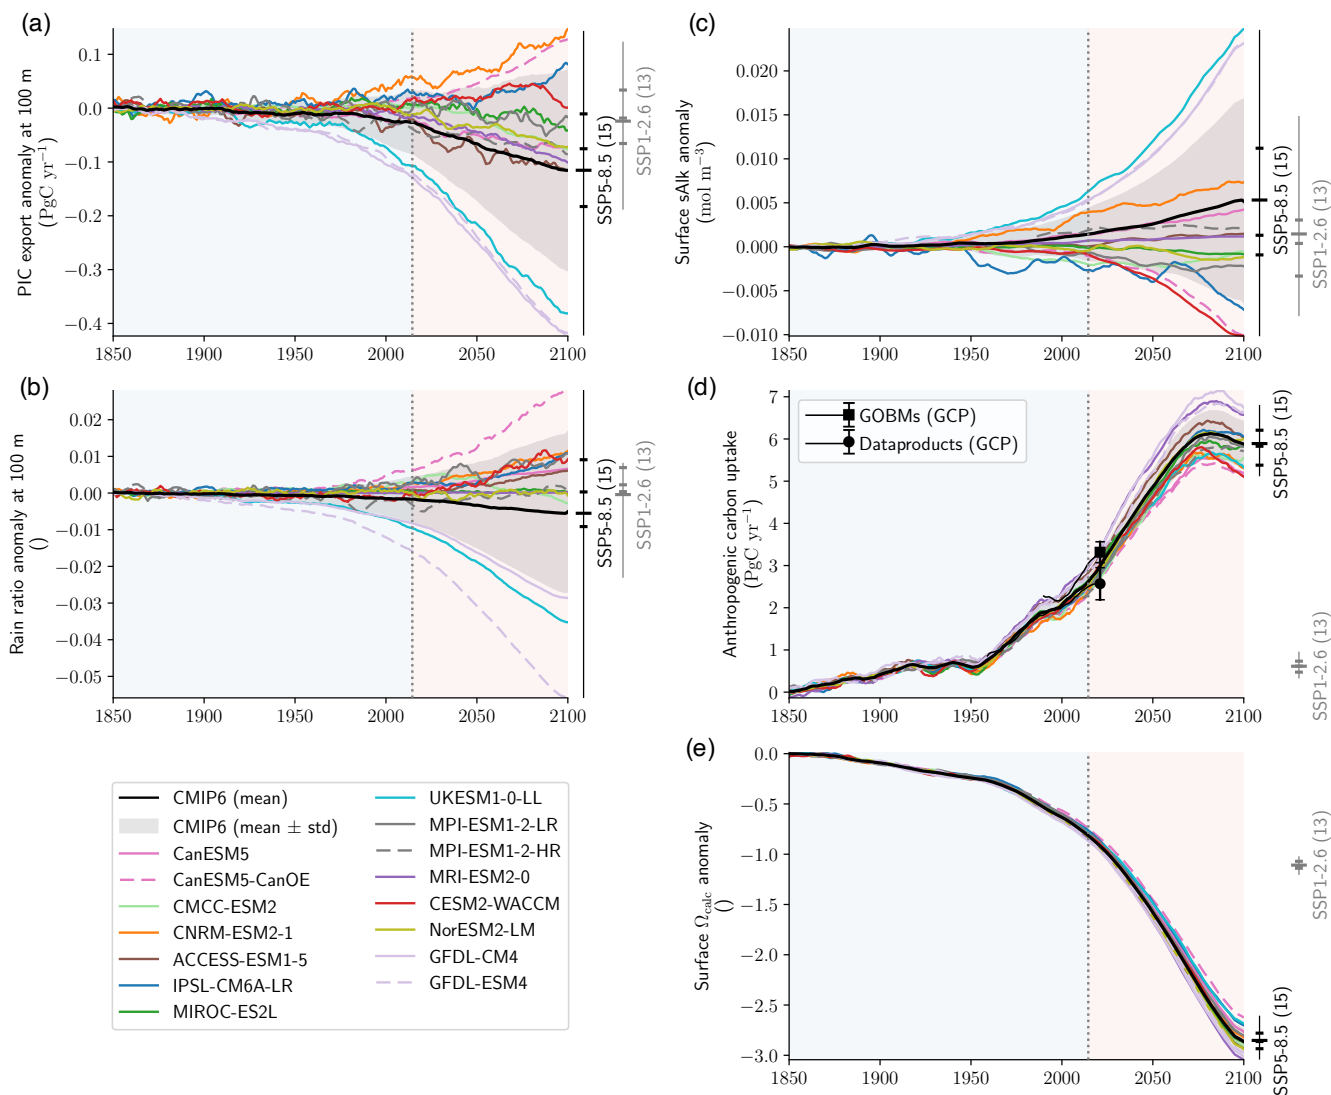 (a)
PIC export anomaly at 100 m
(PgC yr⁻¹)
0.1
0.0
−0.1
−0.2
−0.3
−0.4
1850 1900 1950 2000 2050 2100
SSP5-8.5 (15)
SSP1-2.6 (13)
(c)
Surface sAlk anomaly
(mol m⁻³)
0.020
0.015
0.010
0.005
0.000
−0.005
−0.010
1850 1900 1950 2000 2050 2100
SSP5-8.5 (15)
SSP1-2.6 (13)
(b)
Rain ratio anomaly at 100 m
()
0.02
0.01
0.00
−0.01
−0.02
−0.03
−0.04
−0.05
1850 1900 1950 2000 2050 2100
SSP5-8.5 (15)
SSP1-2.6 (13)
(d)
Anthropogenic carbon uptake
(PgC yr⁻¹)
7
6
5
4
3
2
1
0
GOBMs (GCP)
Dataproducts (GCP)
1850 1900 1950 2000 2050 2100
SSP5-8.5 (15)
SSP1-2.6 (13)
(e)
Surface Ωcalc anomaly
()
0.0
−0.5
−1.0
−1.5
−2.0
−2.5
−3.0
1850 1900 1950 2000 2050 2100
SSP5-8.5 (15)
SSP1-2.6 (13)
CMIP6 (mean)
CMIP6 (mean ± std)
CanESM5
CanESM5-CanOE
CMCC-ESM2
CNRM-ESM2-1
ACCESS-ESM1-5
IPSL-CM6A-LR
MIROC-ES2L
UKESM1-0-LL
MPI-ESM1-2-LR
MPI-ESM1-2-HR
MRI-ESM2-0
CESM2-WACCM
NorESM2-LM
GFDL-CM4
GFDL-ESM4